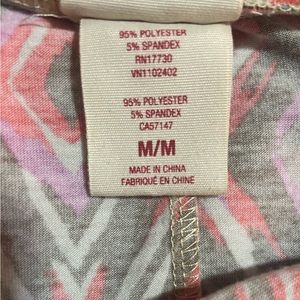 95% POLYESTER
5% SPANDEX
RN17730
VN1102402
95% POLYESTER
5% SPANDEX
CA57147
M/M
MADE IN CHINA
FABRIQUÉ EN CHINE